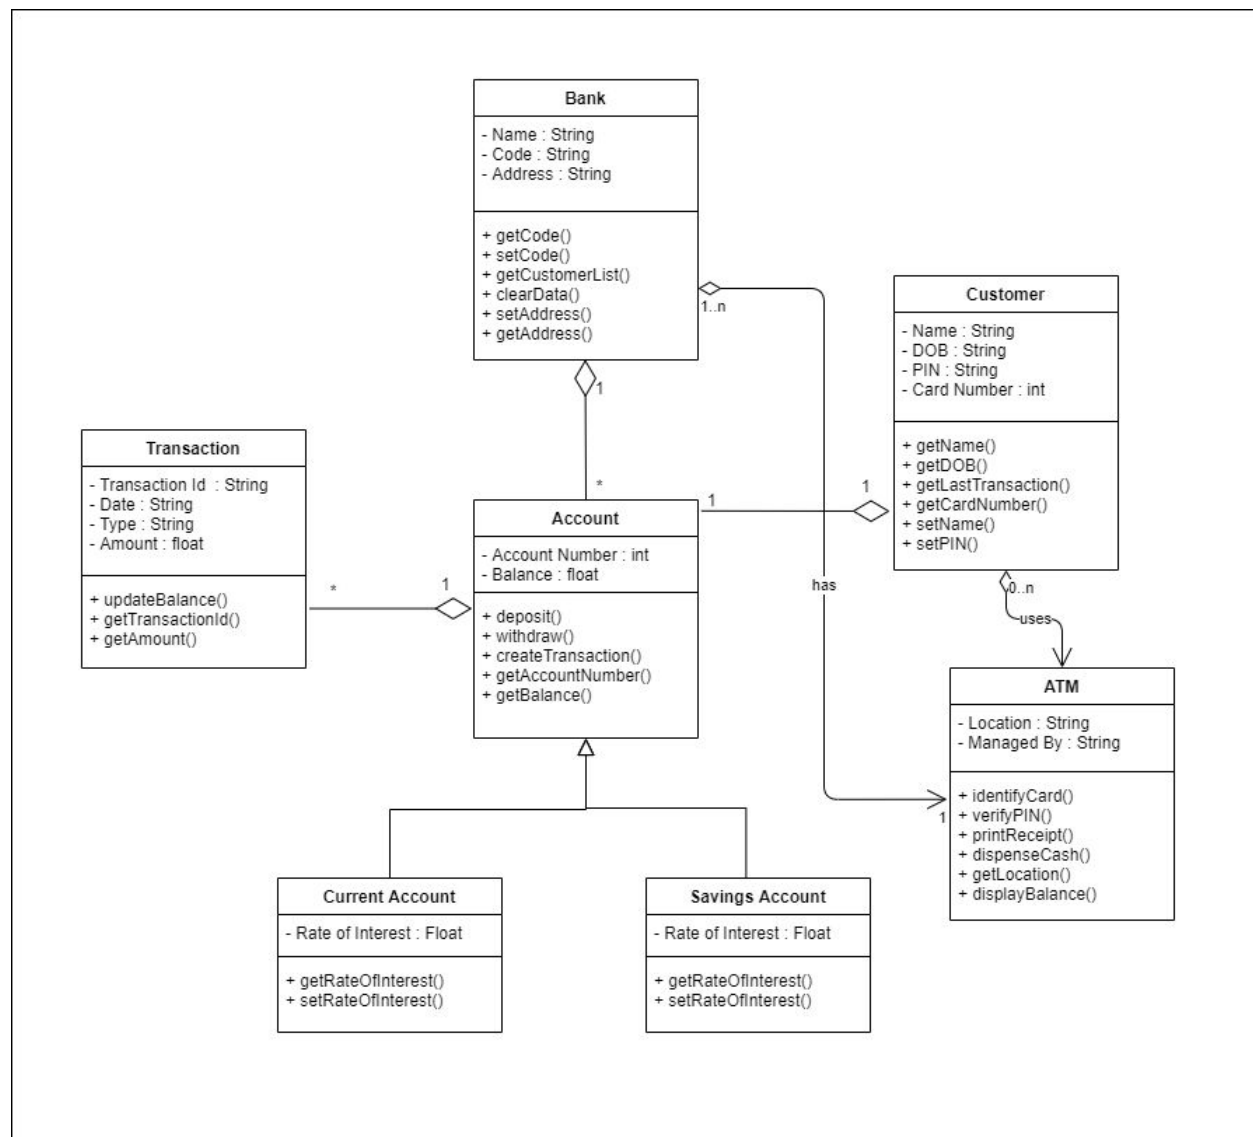 Bank
- Name : String
- Code : String
- Address : String
+ getCode()
+ setCode()
+ getCustomerList()
+ clearData()
+ setAddress()
+ getAddress()
1..n
1
*
Customer
- Name : String
- DOB : String
- PIN : String
- Card Number : int
+ getName()
+ getDOB()
+ getLastTransaction()
+ getCardNumber()
+ setName()
+ setPIN()
0..n
uses
has
1
1
1
Transaction
- Transaction Id : String
- Date : String
- Type : String
- Amount : float
+ updateBalance()
+ getTransactionId()
+ getAmount()
*
1
Account
- Account Number : int
- Balance : float
+ deposit()
+ withdraw()
+ createTransaction()
+ getAccountNumber()
+ getBalance()
ATM
- Location : String
- Managed By : String
+ identifyCard()
+ verifyPIN()
+ printReceipt()
+ dispenseCash()
+ getLocation()
+ displayBalance()
Current Account
- Rate of Interest : Float
+ getRateOfInterest()
+ setRateOfInterest()
Savings Account
- Rate of Interest : Float
+ getRateOfInterest()
+ setRateOfInterest()